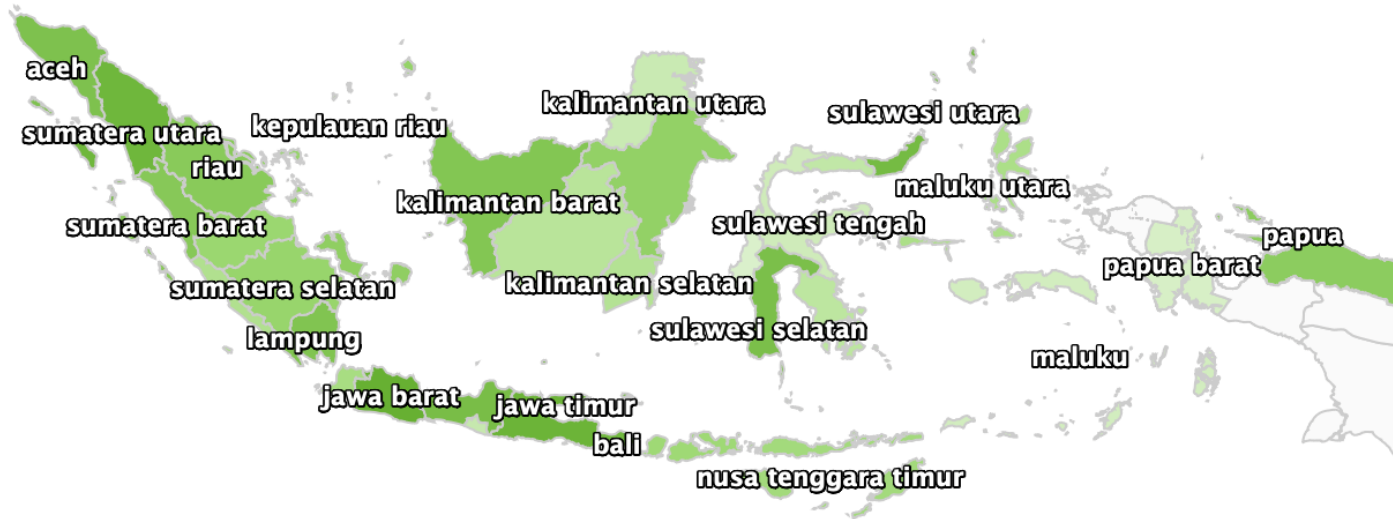 aceh
kalimantan utara
sulawesi utara
sumatera utara
kepulauan riau
riau
maluku utara
kalimantan barat
sumatera barat
sulawesi tengah
papua
papua barat
kalimantan selatan
sumatera selatan
sulawesi selatan
lampung
maluku
jawa barat
jawa timur
bali
nusa tenggara timur